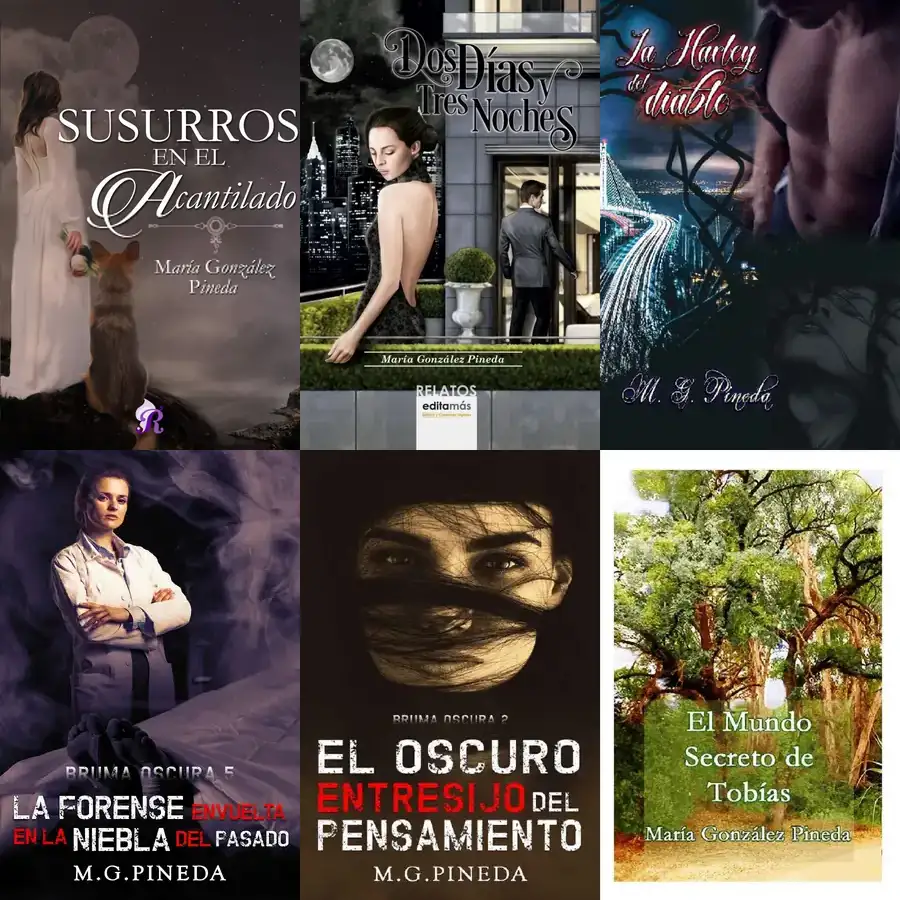 SUSURROS
EN EL
Acantilado
María González
Pineda
R
Dos
Días y
Tres
Noches
María González Pineda
RELATOS
editamás
La Harley
del
diablo
M. G. Pineda
BRUMA OSCURA 5
LA FORENSE ENVUELTA
EN LA NIEBLA DEL PASADO
M.G.PINEDA
BRUMA OSCURA 2
EL OSCURO
ENTRESIJO DEL
PENSAMIENTO
M.G.PINEDA
El Mundo
Secreto de
Tobías
María González Pineda